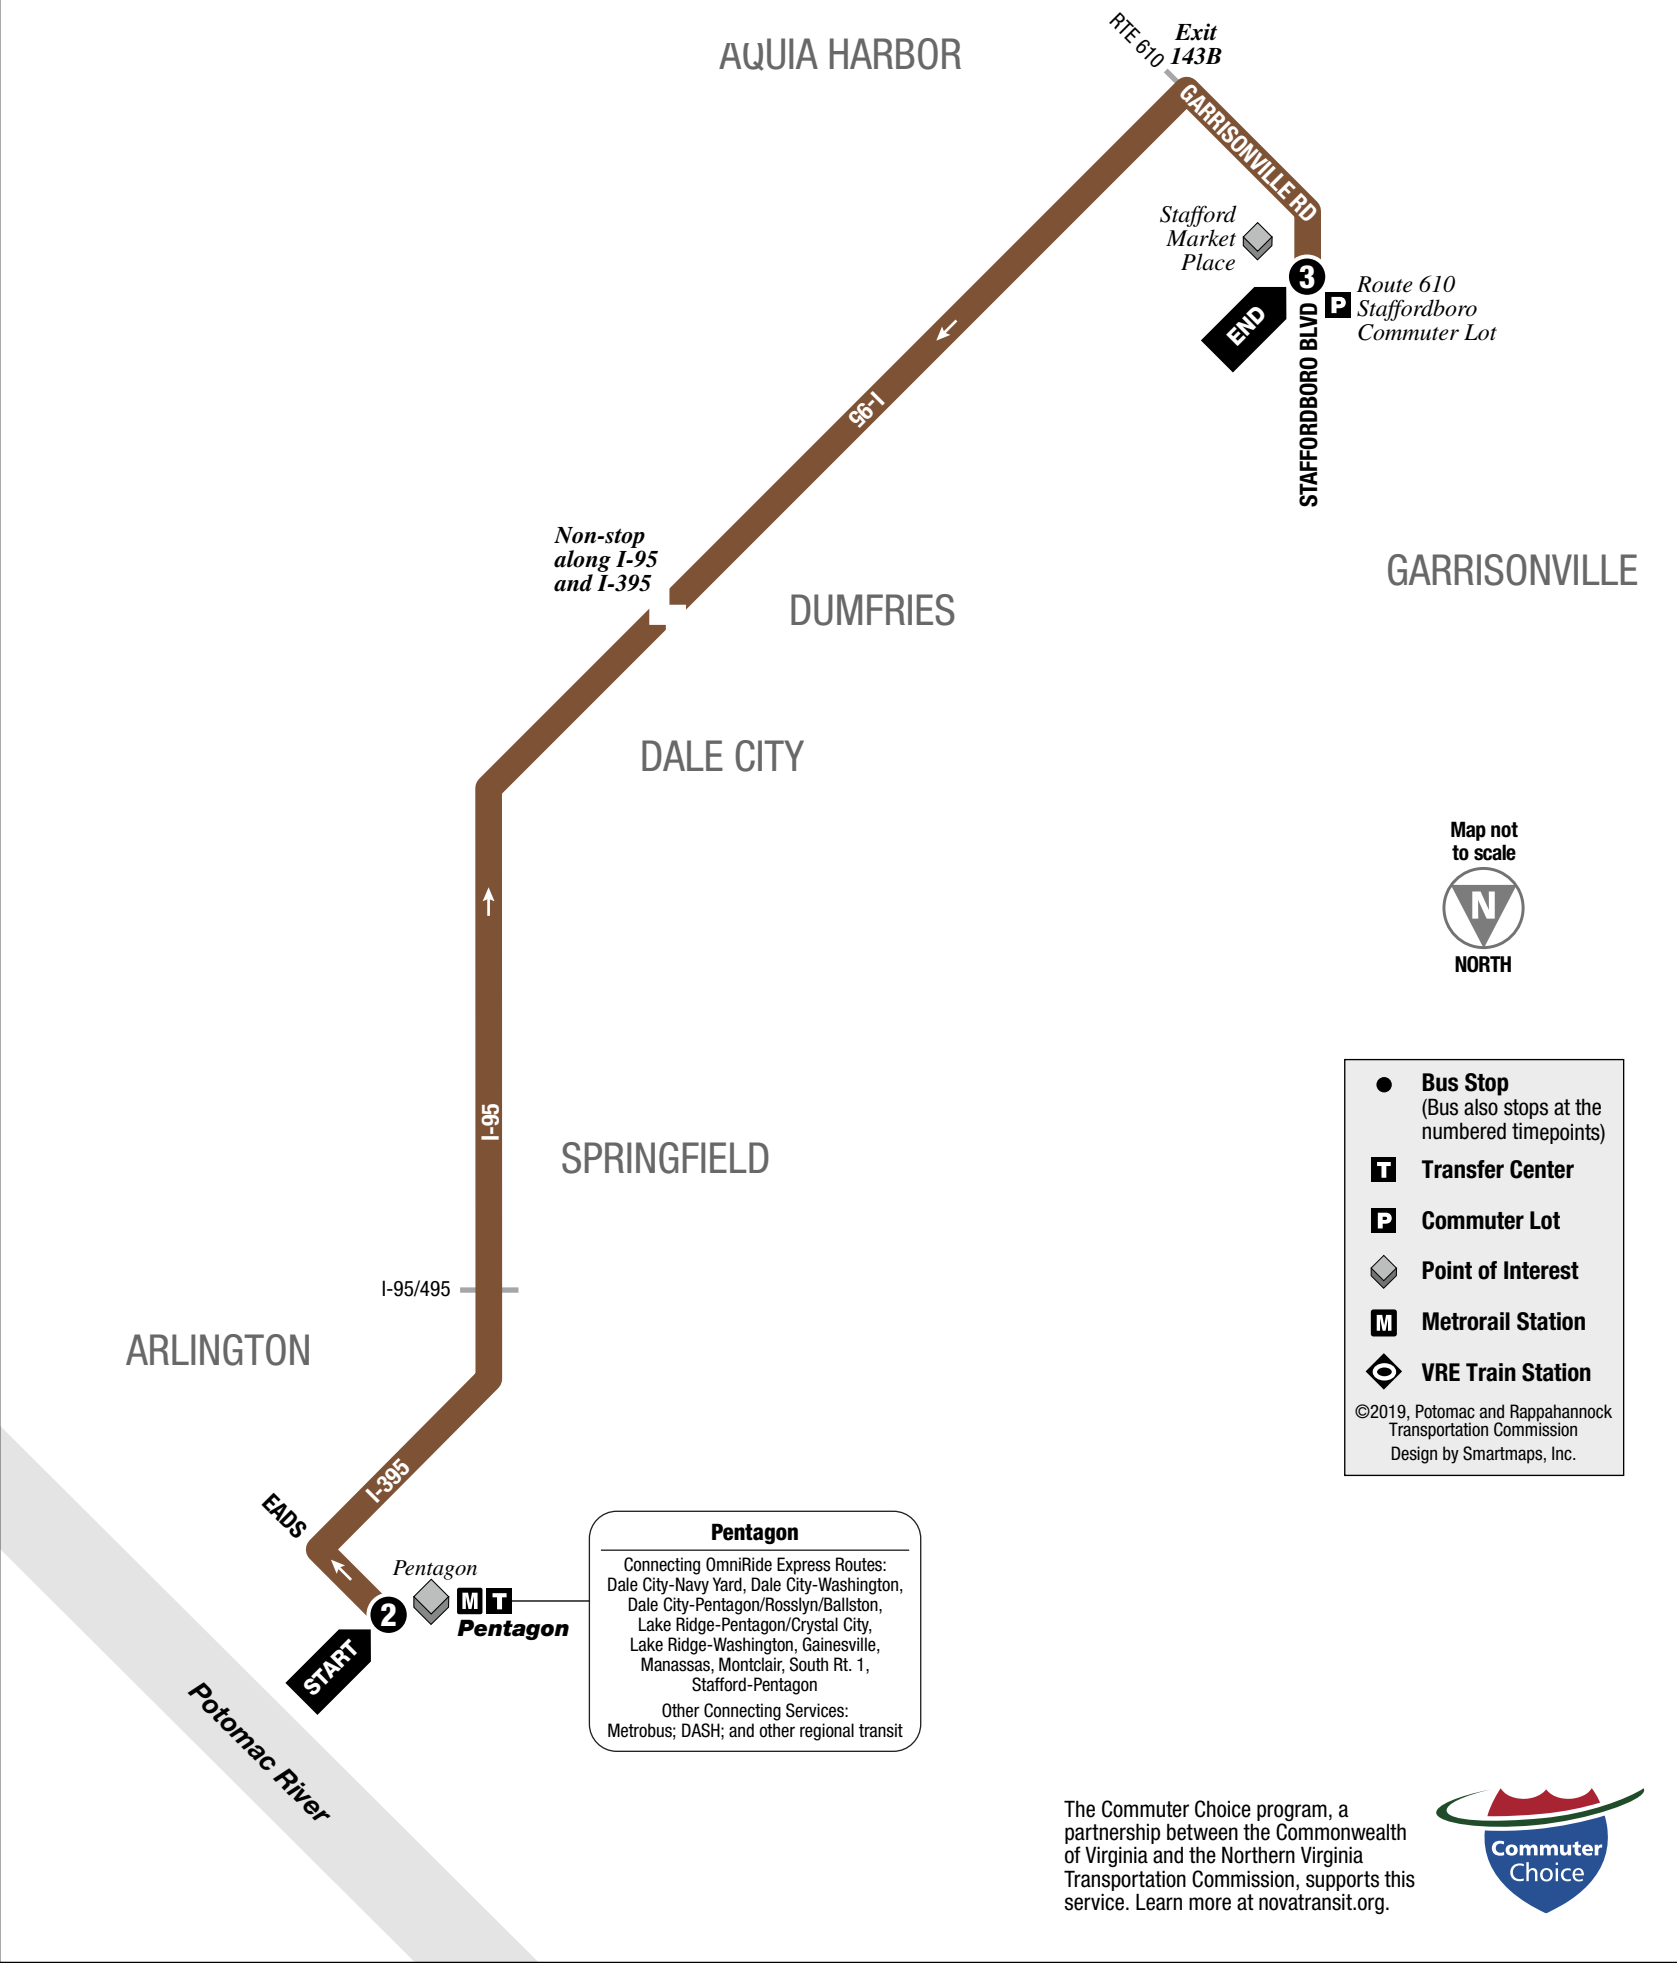 AQUIA HARBOR
RTE 610
Exit
143B
GARRISONVILLE RD
Stafford
Market
Place
3
END
P
Route 610
Staffordboro
Commuter Lot
STAFFORDBORO BLVD
I-95
Non-stop
along I-95
and I-395
GARRISONVILLE
DUMFRIES
DALE CITY
Map not
to scale
N
NORTH
I-95
SPRINGFIELD
I-95/495
ARLINGTON
I-395
EADS
Pentagon
2
M T
Pentagon
START
Potomac River
Pentagon
Connecting OmniRide Express Routes:
Dale City-Navy Yard, Dale City-Washington,
Dale City-Pentagon/Rosslyn/Ballston,
Lake Ridge-Pentagon/Crystal City,
Lake Ridge-Washington, Gainesville,
Manassas, Montclair, South Rt. 1,
Stafford-Pentagon
Other Connecting Services:
Metrobus; DASH; and other regional transit
Bus Stop
(Bus also stops at the
numbered timepoints)
T Transfer Center
P Commuter Lot
Point of Interest
M Metrorail Station
VRE Train Station
©2019, Potomac and Rappahannock
Transportation Commission
Design by Smartmaps, Inc.
The Commuter Choice program, a
partnership between the Commonwealth
of Virginia and the Northern Virginia
Transportation Commission, supports this
service. Learn more at novatransit.org.
Commuter
Choice